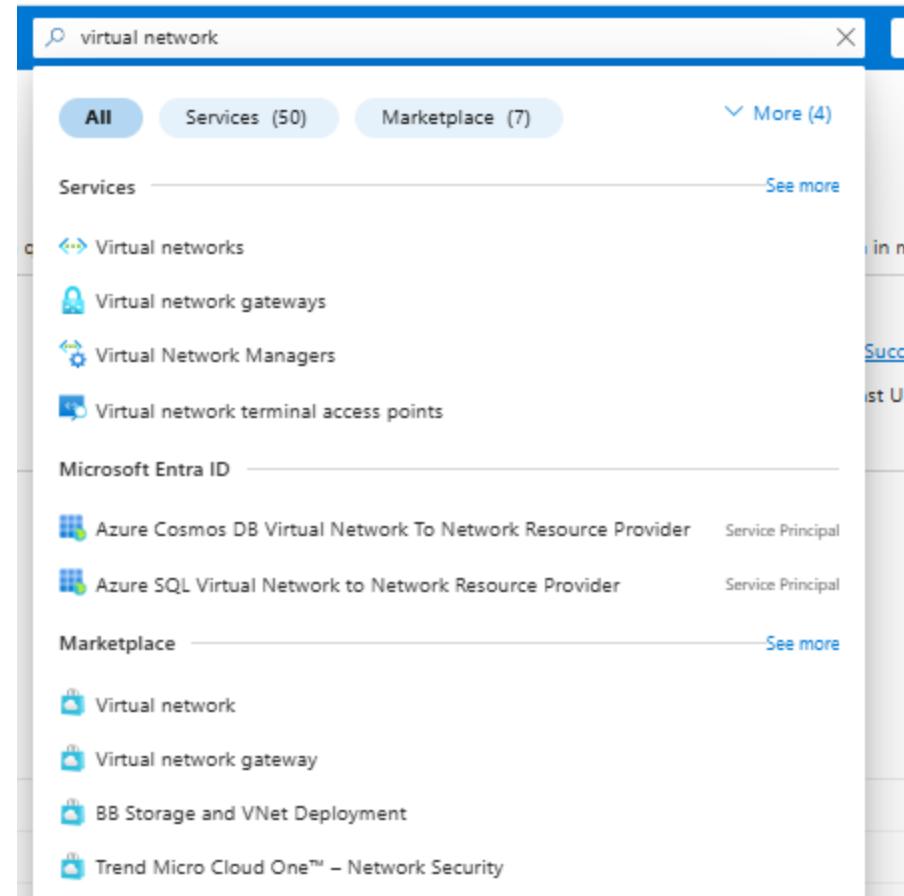 virtual network
All
Services (50)
Marketplace (7)
More (4)
Services
See more
Virtual networks
in
Virtual network gateways
Virtual Network Managers
Succ
Virtual network terminal access points
st U
Microsoft Entra ID
Azure Cosmos DB Virtual Network To Network Resource Provider
Service Principal
Azure SQL Virtual Network to Network Resource Provider
Service Principal
Marketplace
See more
Virtual network
Virtual network gateway
BB Storage and VNet Deployment
Trend Micro Cloud One™ – Network Security